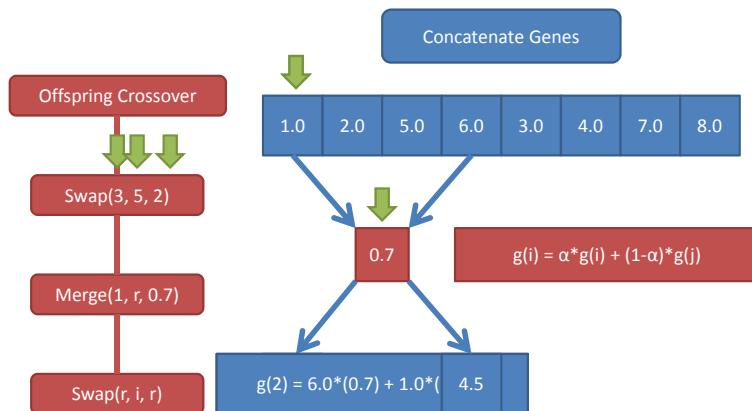 Concatenate Genes
Offspring Crossover
1.0 2.0 5.0 6.0 3.0 4.0 7.0 8.0
Swap(3, 5, 2)
0.7
g(i) = α*g(i) + (1-α)*g(j)
Merge(1, r, 0.7)
Swap(r, i, r)
g(2) = 6.0*(0.7) + 1.0*(
4.5